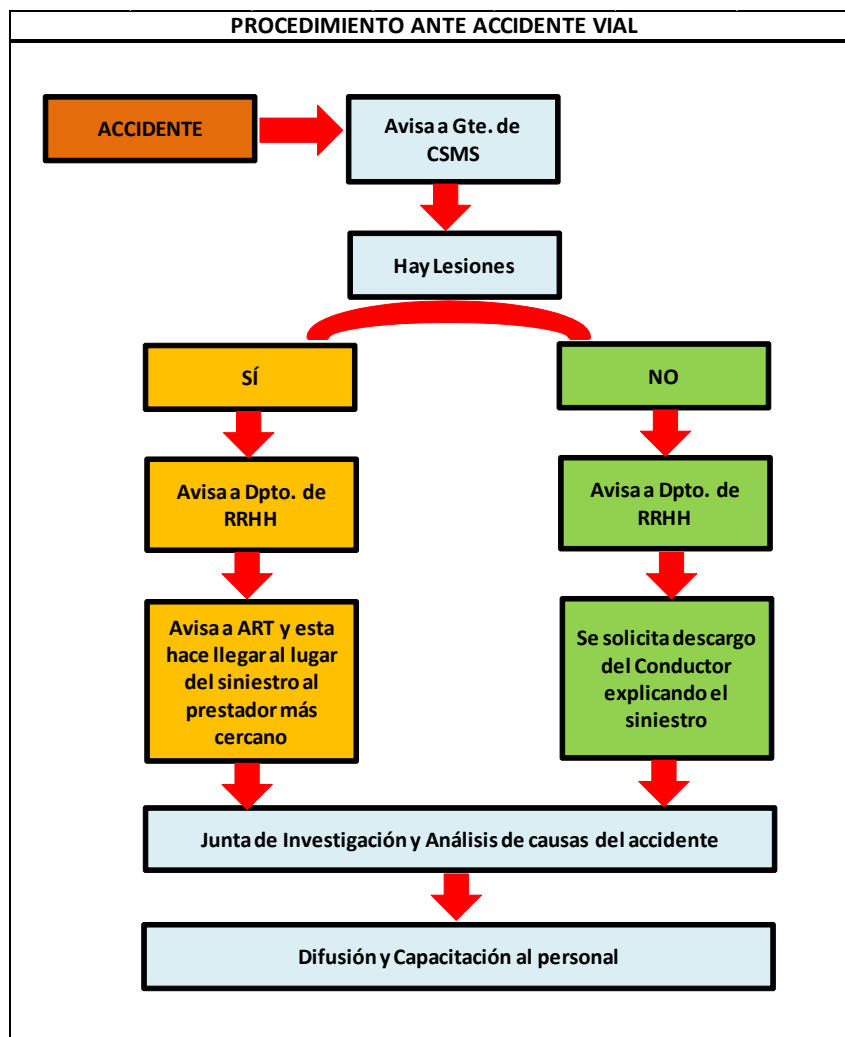 PROCEDIMIENTO ANTE ACCIDENTE VIAL
ACCIDENTE
Avisa a Gte. de
CSMS
Hay Lesiones
SÍ
NO
Avisa a Dpto. de
RRHH
Avisa a Dpto. de
RRHH
Avisa a ART y esta
hace llegar al lugar
del siniestro al
prestador más
cercano
Se solicita descargo
del Conductor
explicando el
siniestro
Junta de Investigación y Análisis de causas del accidente
Difusión y Capacitación al personal